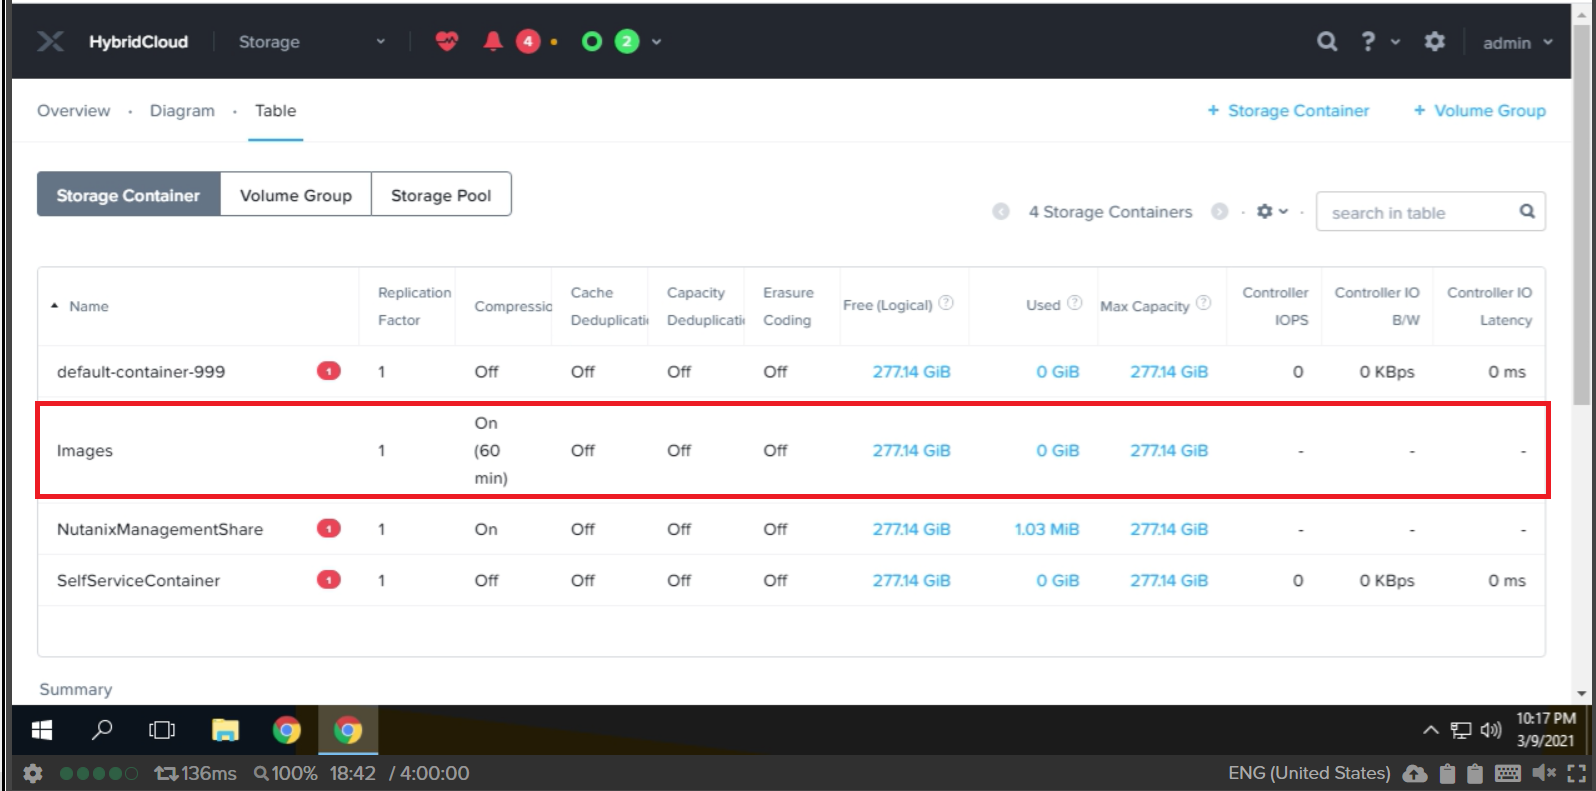 HybridCloud Storage 4 2 ? admin
Overview · Diagram · Table + Storage Container + Volume Group
Storage Container Volume Group Storage Pool
4 Storage Containers search in table
Name Replication Factor Compressio Cache Deduplicati Capacity Deduplicati Erasure Coding Free (Logical) ? Used ? Max Capacity ? Controller IOPS Controller IO B/W Controller IO Latency
default-container-999 1 1 Off Off Off Off 277.14 GiB 0 GiB 277.14 GiB 0 0 KBps 0 ms
Images 1 On (60 min) Off Off Off 277.14 GiB 0 GiB 277.14 GiB - - -
NutanixManagementShare 1 1 On Off Off Off 277.14 GiB 1.03 MiB 277.14 GiB - - -
SelfServiceContainer 1 1 Off Off Off Off 277.14 GiB 0 GiB 277.14 GiB 0 0 KBps 0 ms
Summary
10:17 PM
3/9/2021
136ms 100% 18:42 / 4:00:00 ENG (United States)